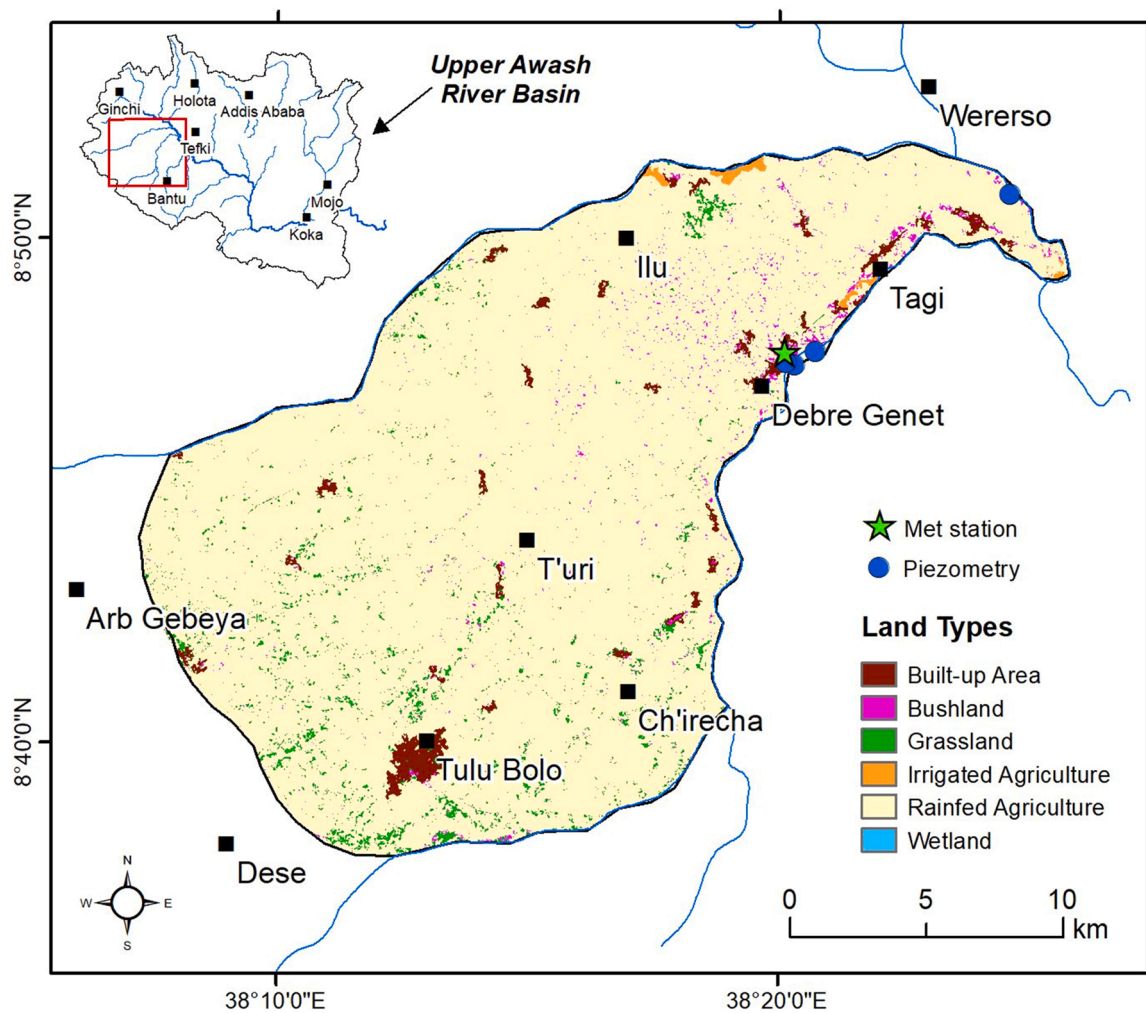 Upper Awash
River Basin
Ginchi
Holota
Addis Ababa
Tefki
Bantu
Mojo
Koka
Wererso
8°50'0"N
Ilu
Tagi
Debre Genet
Met station
Piezometry
T'uri
Arb Gebeya
Land Types
Built-up Area
Bushland
Grassland
Irrigated Agriculture
Rainfed Agriculture
Wetland
Ch'irecha
8°40'0"N
Tulu Bolo
Dese
N
W E
S
0 5 10
km
38°10'0"E 38°20'0"E